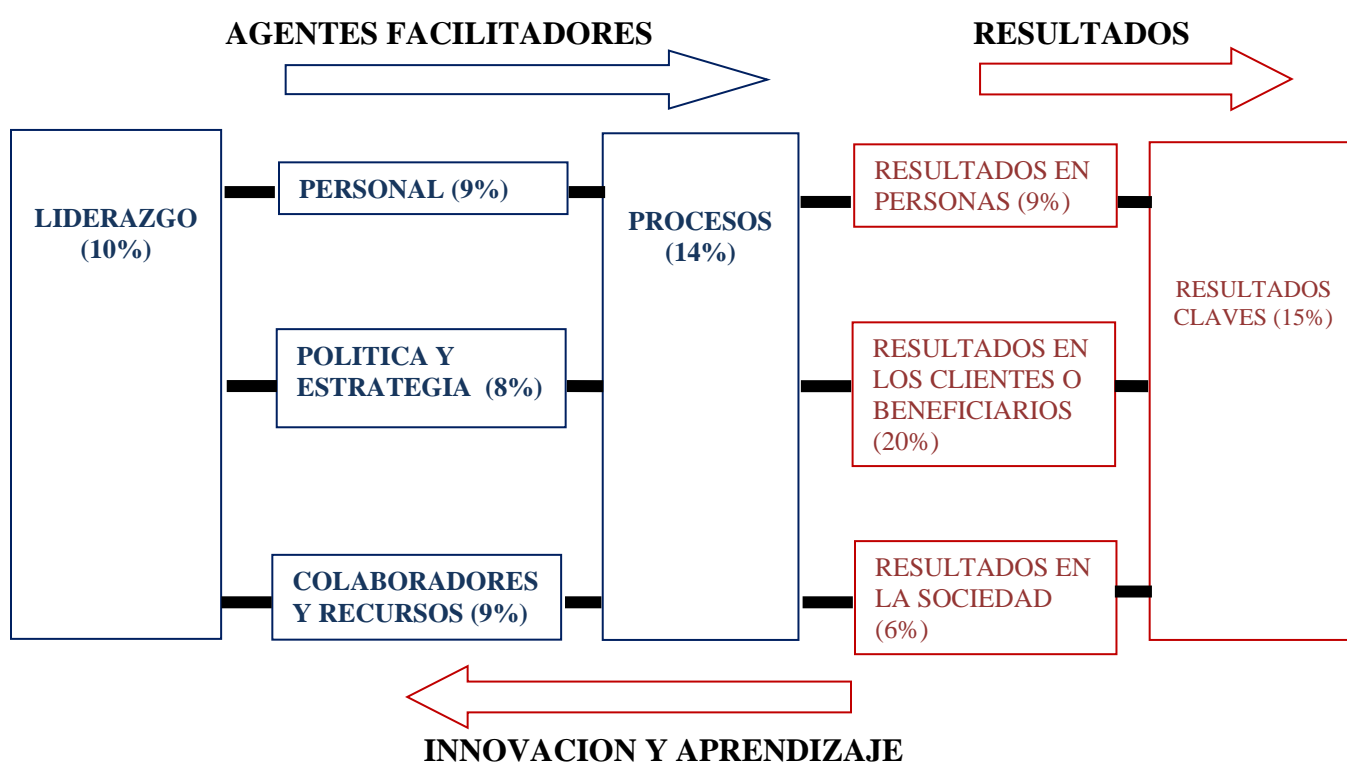 AGENTES FACILITADORES
RESULTADOS
LIDERAZGO
(10%)
PERSONAL (9%)
POLITICA Y
ESTRATEGIA (8%)
COLABORADORES
Y RECURSOS (9%)
PROCESOS
(14%)
RESULTADOS EN
PERSONAS (9%)
RESULTADOS EN
LOS CLIENTES O
BENEFICIARIOS
(20%)
RESULTADOS EN
LA SOCIEDAD
(6%)
RESULTADOS
CLAVES (15%)
INNOVACION Y APRENDIZAJE